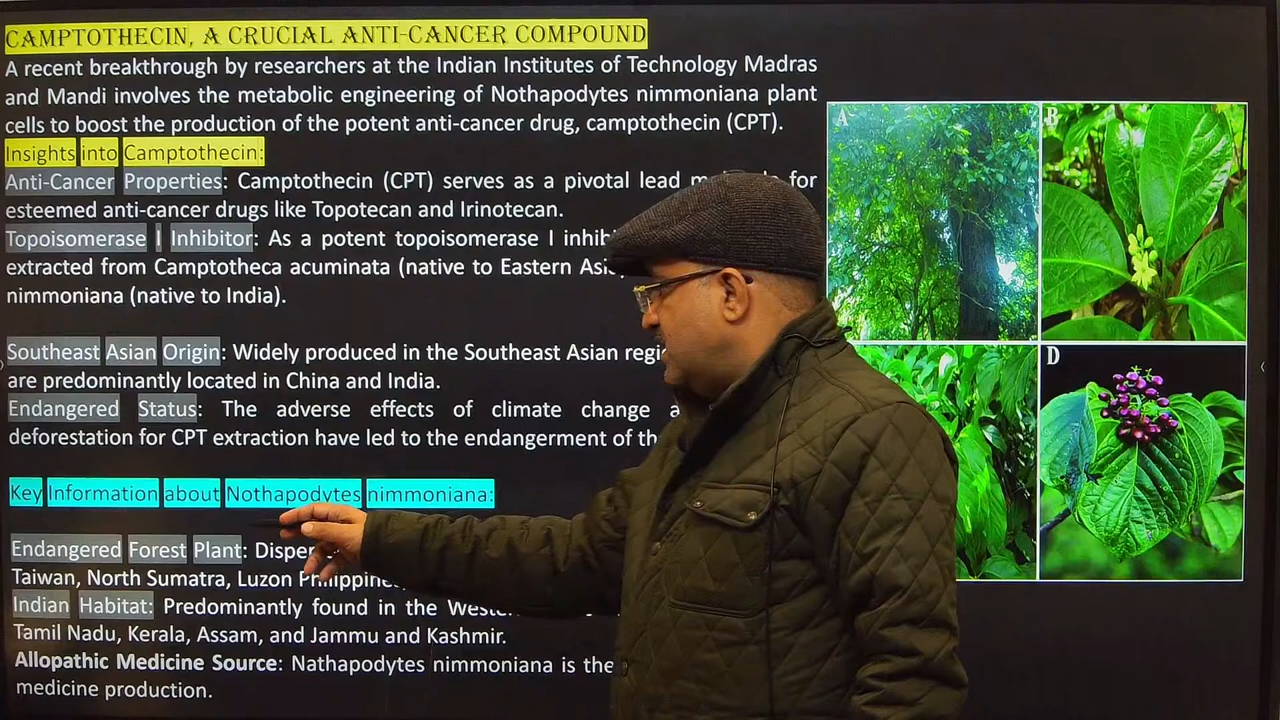 CAMPTOTHECIN, A CRUCIAL ANTI-CANCER COMPOUND
A recent breakthrough by researchers at the Indian Institutes of Technology Madras
and Mandi involves the metabolic engineering of Nothapodytes nimmoniana plant
cells to boost the production of the potent anti-cancer drug, camptothecin (CPT).
Insights into Camptothecin:
Anti-Cancer Properties: Camptothecin (CPT) serves as a pivotal lead for
esteemed anti-cancer drugs like Topotecan and Irinotecan.
Topoisomerase I Inhibitor: As a potent topoisomerase I
extracted from Camptotheca acuminata (native to Eastern
nimmoniana (native to India).
Southeast Asian Origin: Widely produced in the Southeast Asian
are predominantly located in China and India.
Endangered Status: The adverse effects of climate change
deforestation for CPT extraction have led to the endangerment of
Key Information about Nothapodytes nimmoniana:
Endangered Forest Plant:
Taiwan, North Sumatra, Luzon
Indian Habitat: Predominantly found in the
Tamil Nadu, Kerala, Assam, and Jammu and Kashmir.
Allopathic Medicine Source: Nathapodytes nimmoniana is the
medicine production.
A
B
D